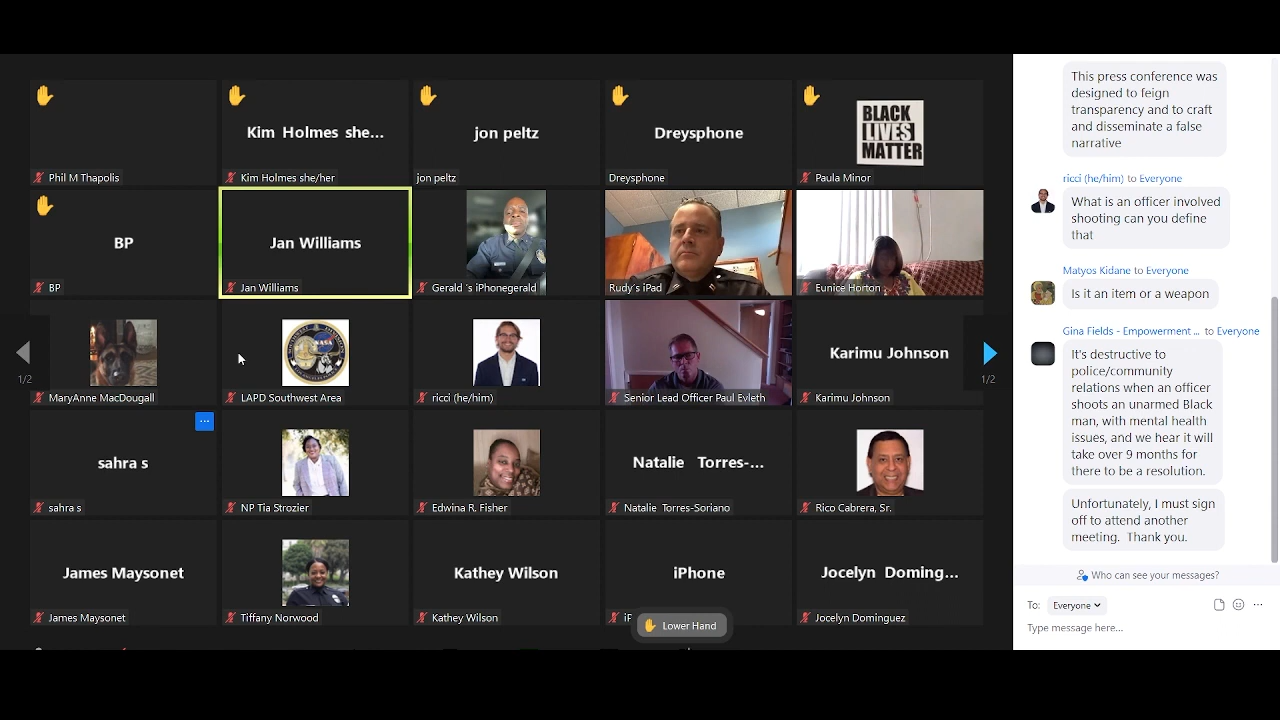 Kim Holmes she...
jon peltz
Dreysphone
BLACK
LIVES
MATTER
Phil M Thapolis
Kim Holmes she/her
jon peltz
Dreysphone
Paula Minor
BP
Jan Williams
BP
Jan Williams
Gerald 's iPhonegerald
Rudy's iPad
Eunice Horton
NASA
Karimu Johnson
1/2
1/2
MaryAnne MacDougall
LAPD Southwest Area
ricci (he/him)
Senior Lead Officer Paul Evleth
Karimu Johnson
sahra s
Natalie Torres-...
sahra s
NP Tia Strozier
Edwina R. Fisher
Natalie Torres-Soriano
Rico Cabrera, Sr.
James Maysonet
Kathey Wilson
iPhone
Jocelyn Doming...
James Maysonet
Tiffany Norwood
Kathey Wilson
Jocelyn Dominguez
Lower Hand
This press conference was
designed to feign
transparency and to craft
and disseminate a false
narrative
ricci (he/him) to Everyone
What is an officer involved
shooting can you define
that
Matyos Kidane to Everyone
Is it an item or a weapon
Gina Fields - Empowerment ... to Everyone
It's destructive to
police/community
relations when an officer
shoots an unarmed Black
man, with mental health
issues, and we hear it will
take over 9 months for
there to be a resolution.
Unfortunately, I must sign
off to attend another
meeting. Thank you.
Who can see your messages?
To: Everyone
Type message here...